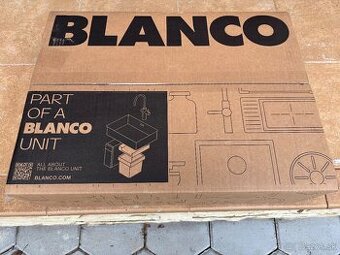 BLANCO
PART
OF A
BLANCO
UNIT
ALL ABOUT
THE BLANCO UNIT
BLANCO.COM